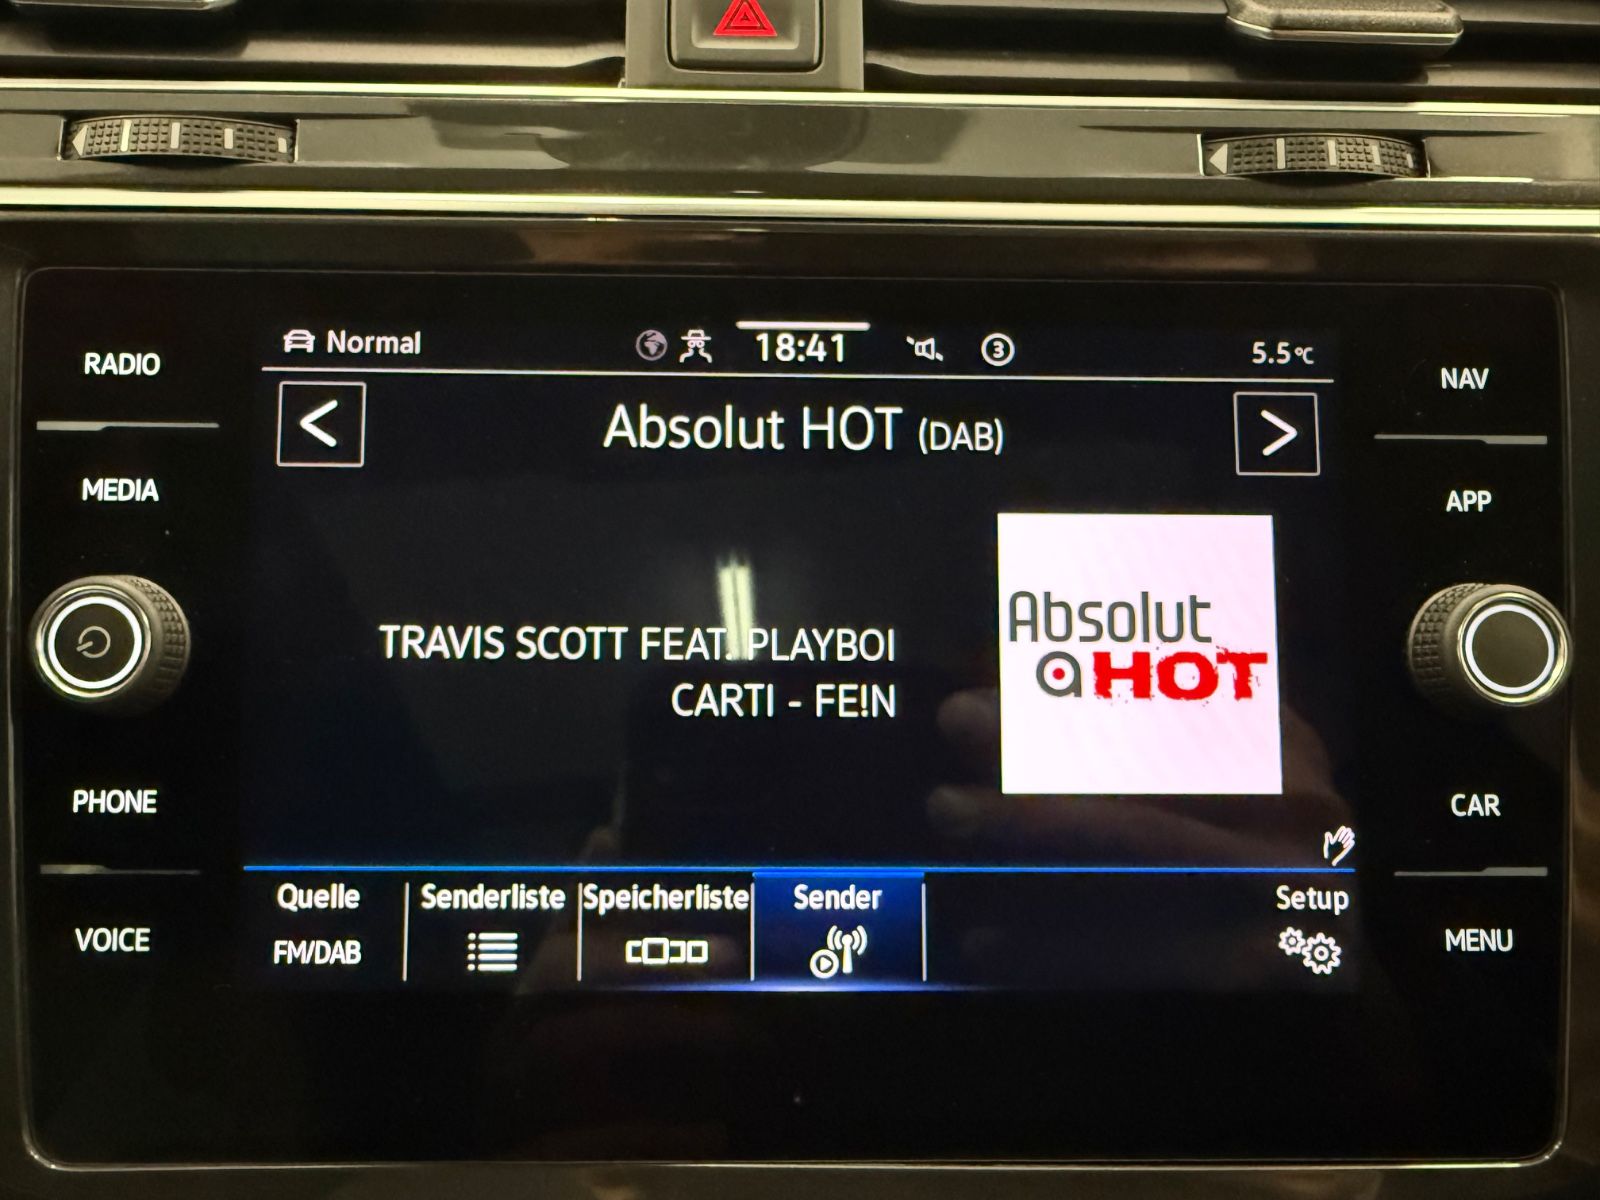 RADIO
MEDIA
PHONE
VOICE
Normal
18:41
3
5.5°C
Absolut HOT (DAB)
TRAVIS SCOTT FEAT. PLAYBOI
CARTI - FE!N
Absolut
HOT
Quelle
FM/DAB
Senderliste
Speicherliste
Sender
Setup
NAV
APP
CAR
MENU